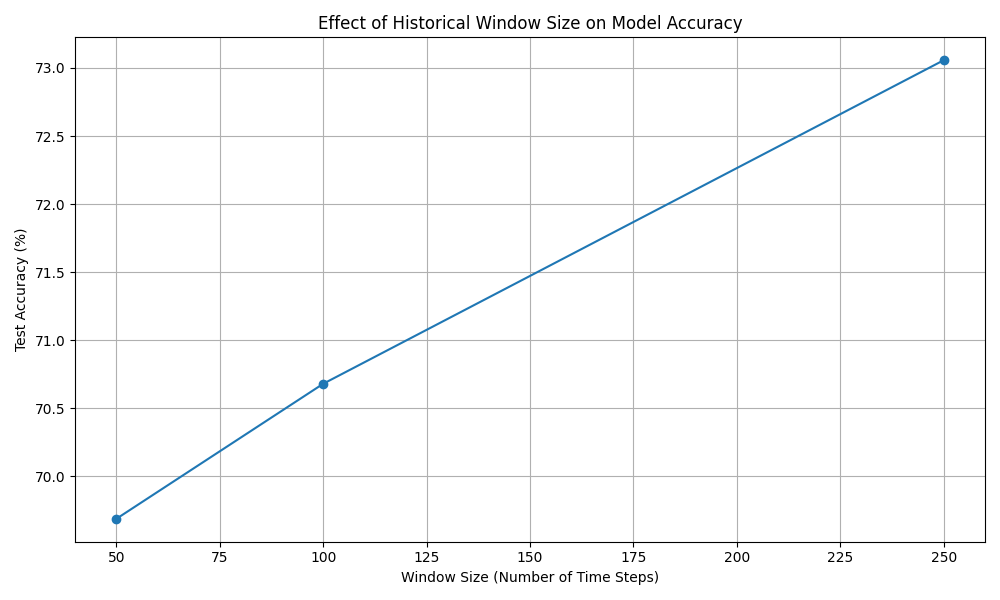 Effect of Historical Window Size on Model Accuracy
73.0
72.5
72.0
71.5
71.0
70.5
70.0
Test Accuracy (%)
50 75 100 125 150 175 200 225 250
Window Size (Number of Time Steps)